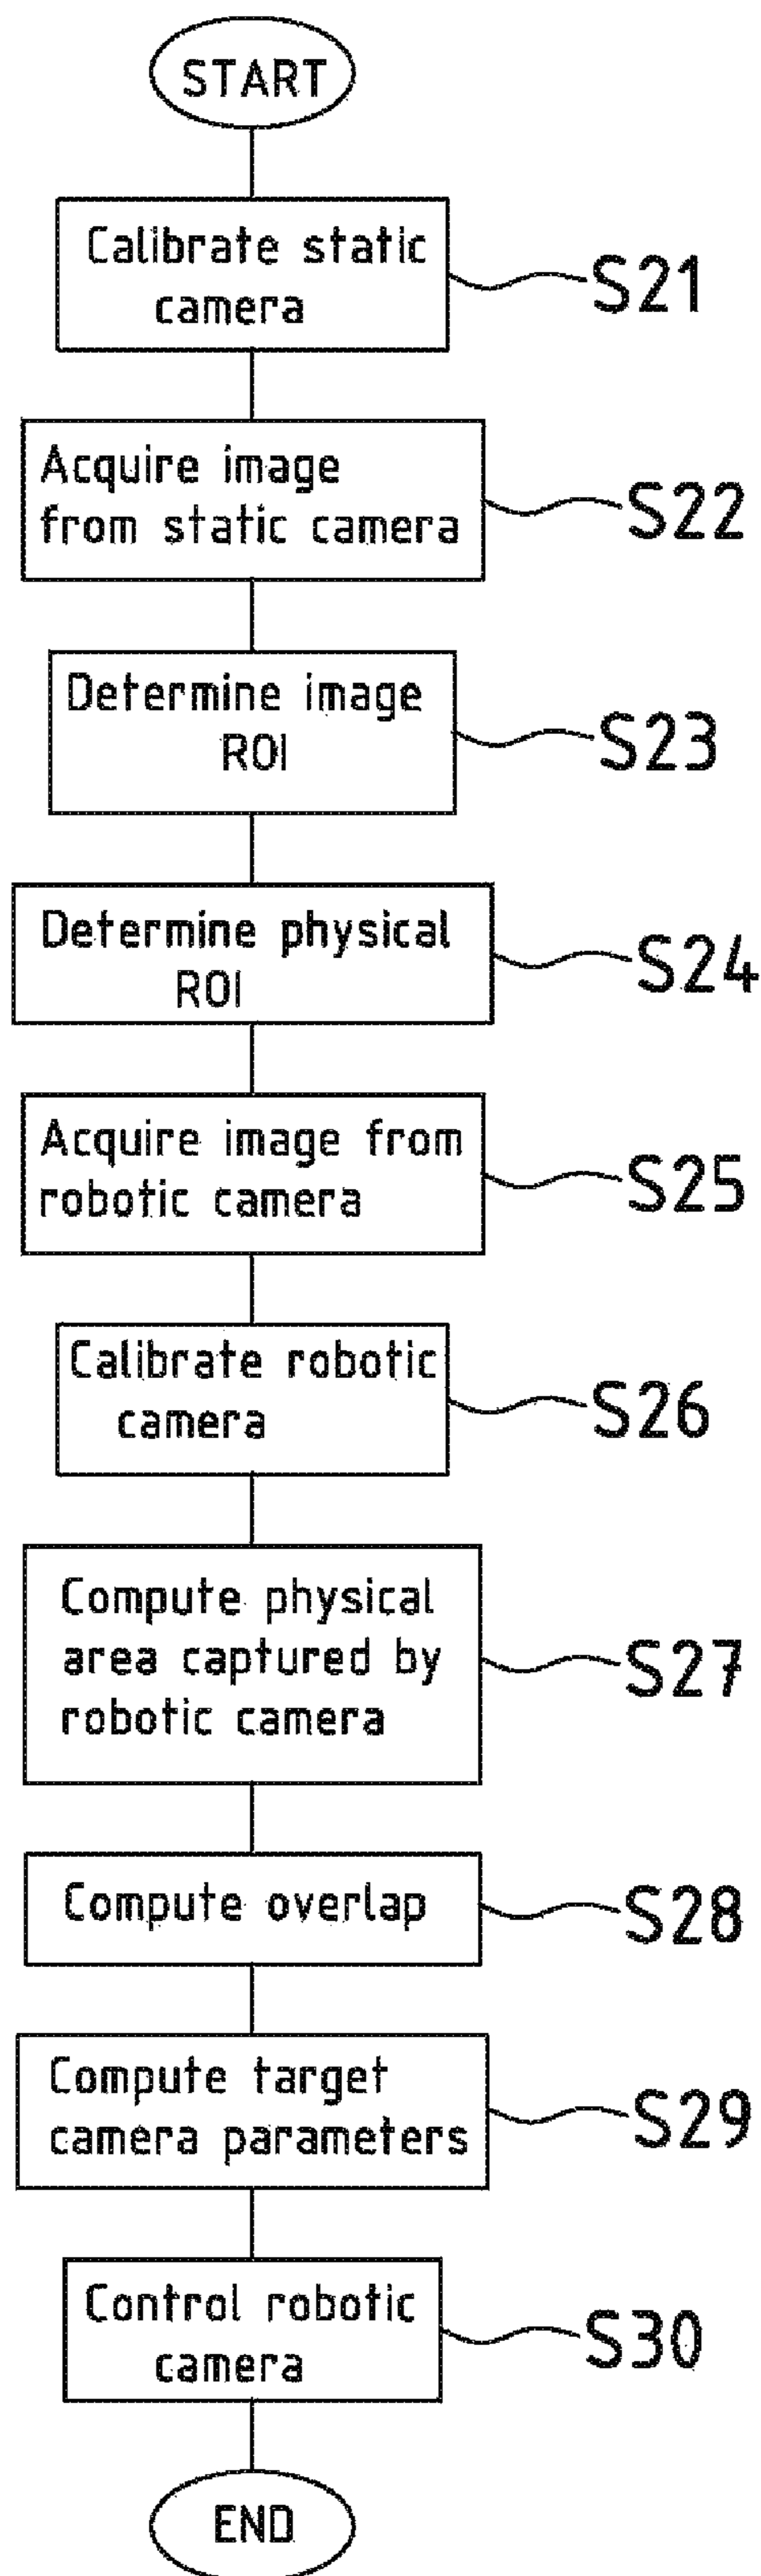 START
Calibrate static
camera
S21
Acquire image
from static camera
S22
Determine image
ROI
S23
Determine physical
ROI
S24
Acquire image from
robotic camera
S25
Calibrate robotic
camera
S26
Compute physical
area captured by
robotic camera
S27
Compute overlap
S28
Compute target
camera parameters
S29
Control robotic
camera
S30
END